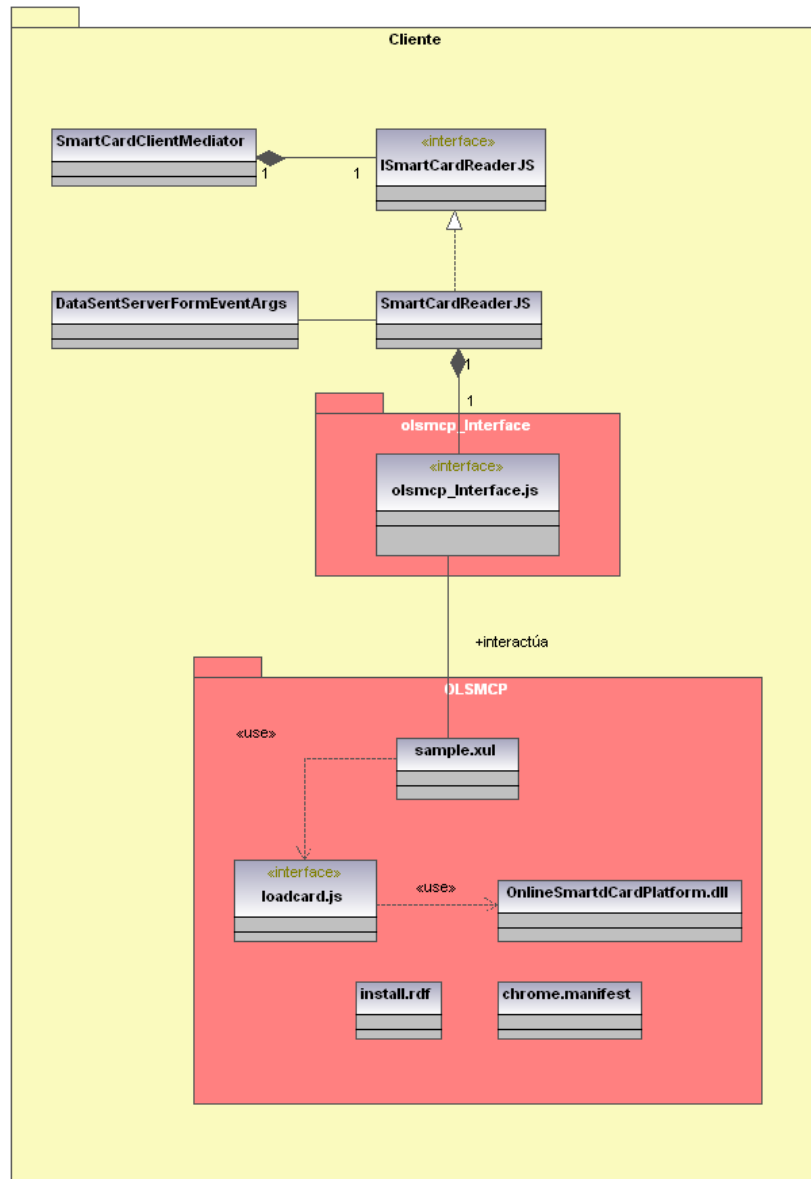 Cliente
SmartCardClientMediator
«interface»
ISmartCardReaderJS
1
1
DataSentServerFormEventArgs
SmartCardReaderJS
1
1
olsmcp_Interface
«interface»
olsmcp_Interface.js
+interactúa
OLSMCP
«use»
sample.xul
«interface»
loadcard.js
«use»
OnlineSmartdCardPlatform.dll
install.rdf
chrome.manifest